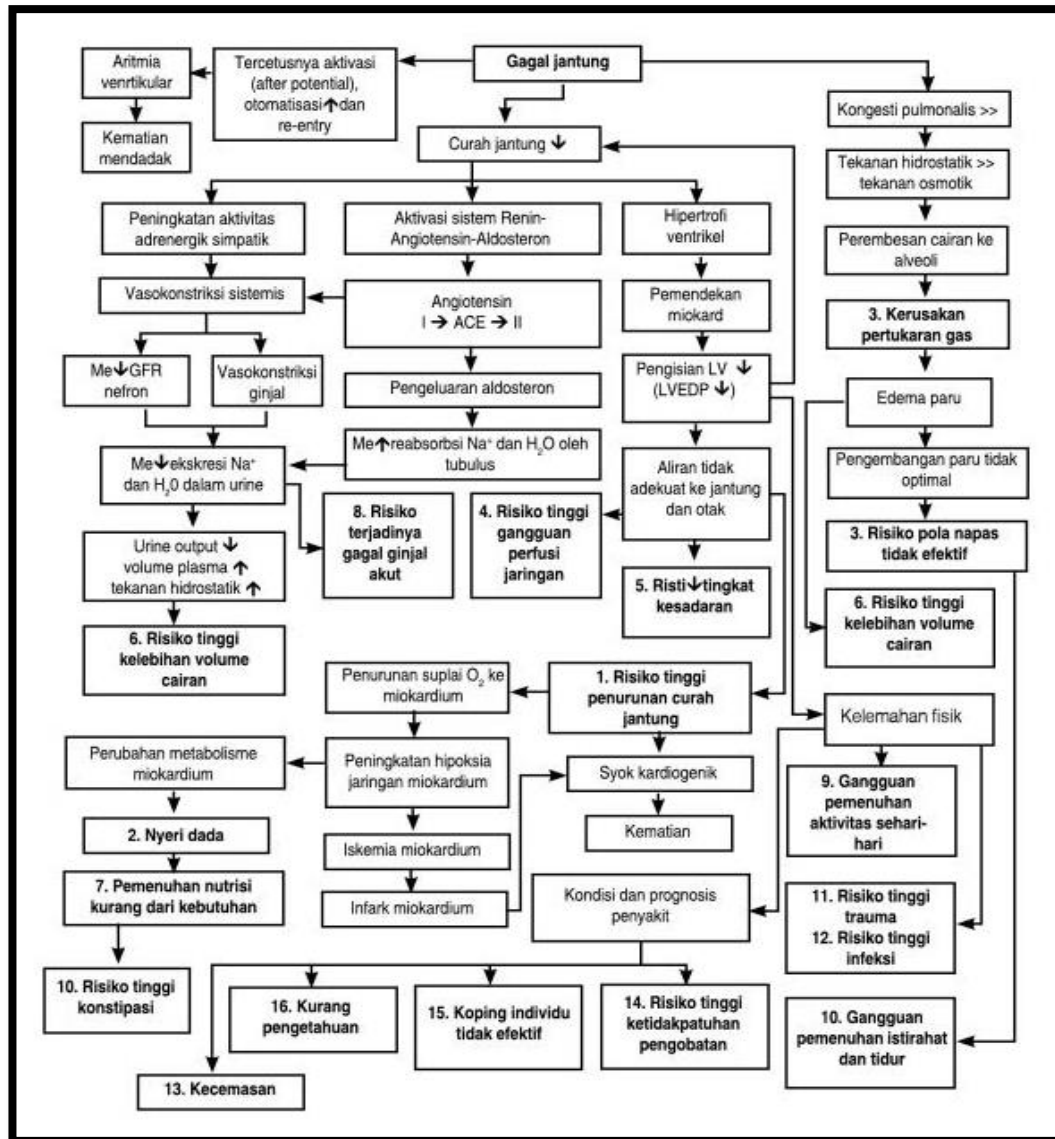 Gagal jantung
Tercetusnya aktivasi
(after potential),
otomatisasi↑dan
re-entry
Aritmia
venrtikular
Kematian
mendadak
Curah jantung ↓
Kongesti pulmonalis >>
Tekanan hidrostatik >>
tekanan osmotik
Perembesan cairan ke
alveoli
3. Kerusakan
pertukaran gas
Edema paru
Pengembangan paru tidak
optimal
3. Risiko pola napas
tidak efektif
6. Risiko tinggi
kelebihan volume
cairan
Peningkatan aktivitas
adrenergik simpatik
Aktivasi sistem Renin-
Angiotensin-Aldosteron
Hipertrofi
ventrikel
Vasokonstriksi sistemis
Angiotensin
I → ACE → II
Pemendekan
miokard
Me↓GFR
nefron
Vasokonstriksi
ginjal
Pengeluaran aldosteron
Pengisian LV ↓
(LVEDP ↓)
Me↑reabsorbsi Na⁺ dan H₂O oleh
tubulus
Me↓ekskresi Na⁺
dan H₂0 dalam urine
Aliran tidak
adekuat ke jantung
dan otak
8. Risiko
terjadinya
gagal ginjal
akut
4. Risiko tinggi
gangguan
perfusi
jaringan
5. Risti↓tingkat
kesadaran
Urine output ↓
volume plasma ↑
tekanan hidrostatik ↑
6. Risiko tinggi
kelebihan volume
cairan
Penurunan suplai O₂ ke
miokardium
1. Risiko tinggi
penurunan curah
jantung
Kelemahan fisik
Perubahan metabolisme
miokardium
Peningkatan hipoksia
jaringan miokardium
Syok kardiogenik
Kematian
9. Gangguan
pemenuhan
aktivitas sehari-
hari
2. Nyeri dada
Iskemia miokardium
7. Pemenuhan nutrisi
kurang dari kebutuhan
Infark miokardium
Kondisi dan prognosis
penyakit
11. Risiko tinggi
trauma
12. Risiko tinggi
infeksi
10. Risiko tinggi
konstipasi
16. Kurang
pengetahuan
15. Koping individu
tidak efektif
14. Risiko tinggi
ketidakpatuhan
pengobatan
10. Gangguan
pemenuhan istirahat
dan tidur
13. Kecemasan